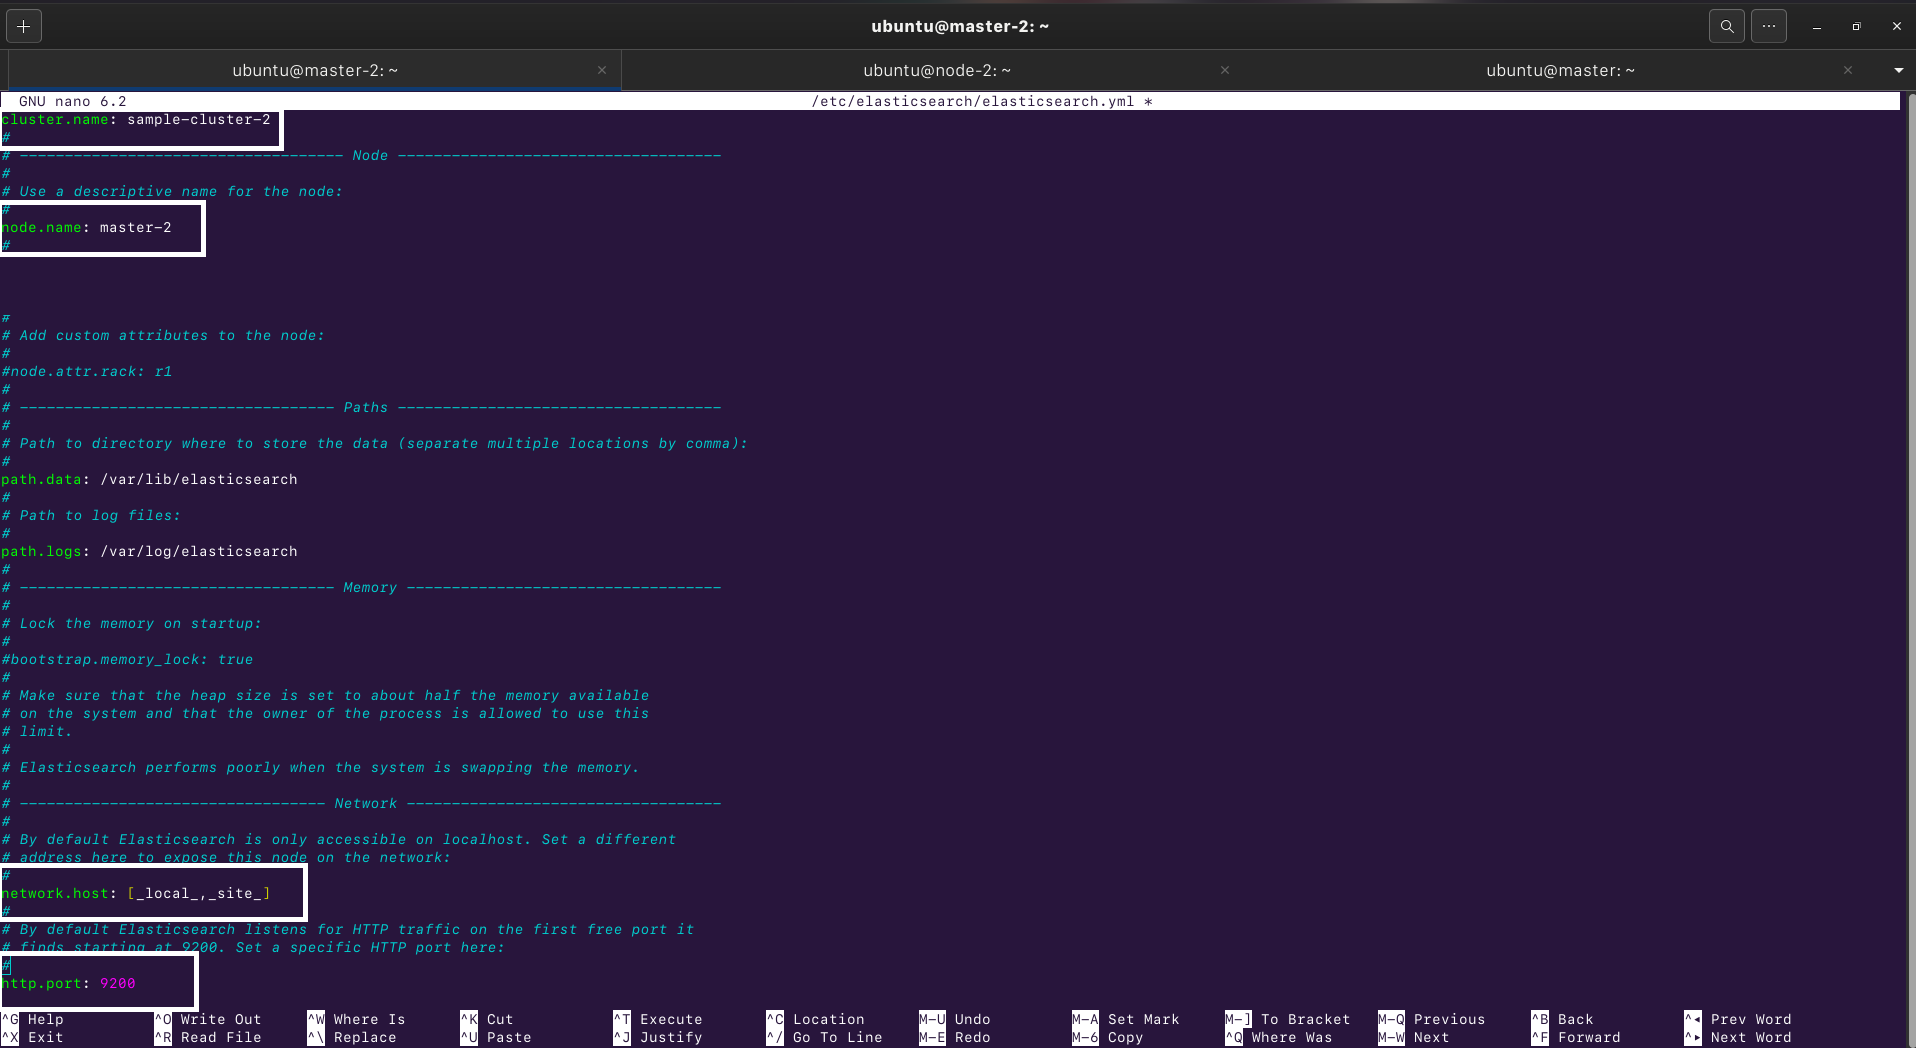 ubuntu@master-2: ~
ubuntu@master-2: ~
ubuntu@node-2: ~
ubuntu@master: ~
GNU nano 6.2 /etc/elasticsearch/elasticsearch.yml *
cluster.name: sample-cluster-2
#
# ------------------------------------ Node ------------------------------------
#
# Use a descriptive name for the node:
#
node.name: master-2
#
#
# Add custom attributes to the node:
#
#node.attr.rack: r1
#
# ----------------------------------- Paths ------------------------------------
#
# Path to directory where to store the data (separate multiple locations by comma):
#
path.data: /var/lib/elasticsearch
#
# Path to log files:
#
path.logs: /var/log/elasticsearch
#
# ----------------------------------- Memory -----------------------------------
#
# Lock the memory on startup:
#
#bootstrap.memory_lock: true
#
# Make sure that the heap size is set to about half the memory available
# on the system and that the owner of the process is allowed to use this
# limit.
#
# Elasticsearch performs poorly when the system is swapping the memory.
#
# ---------------------------------- Network -----------------------------------
#
# By default Elasticsearch is only accessible on localhost. Set a different
# address here to expose this node on the network:
#
network.host: [_local_,_site_]
#
# By default Elasticsearch listens for HTTP traffic on the first free port it
# finds starting at 9200. Set a specific HTTP port here:
#
http.port: 9200
^G Help ^O Write Out ^W Where Is ^K Cut ^T Execute ^C Location M-U Undo M-A Set Mark M-] To Bracket M-Q Previous ^B Back ^◂ Prev Word
^X Exit ^R Read File ^\ Replace ^U Paste ^J Justify ^/ Go To Line M-E Redo M-6 Copy ^Q Where Was M-W Next ^F Forward ^▸ Next Word